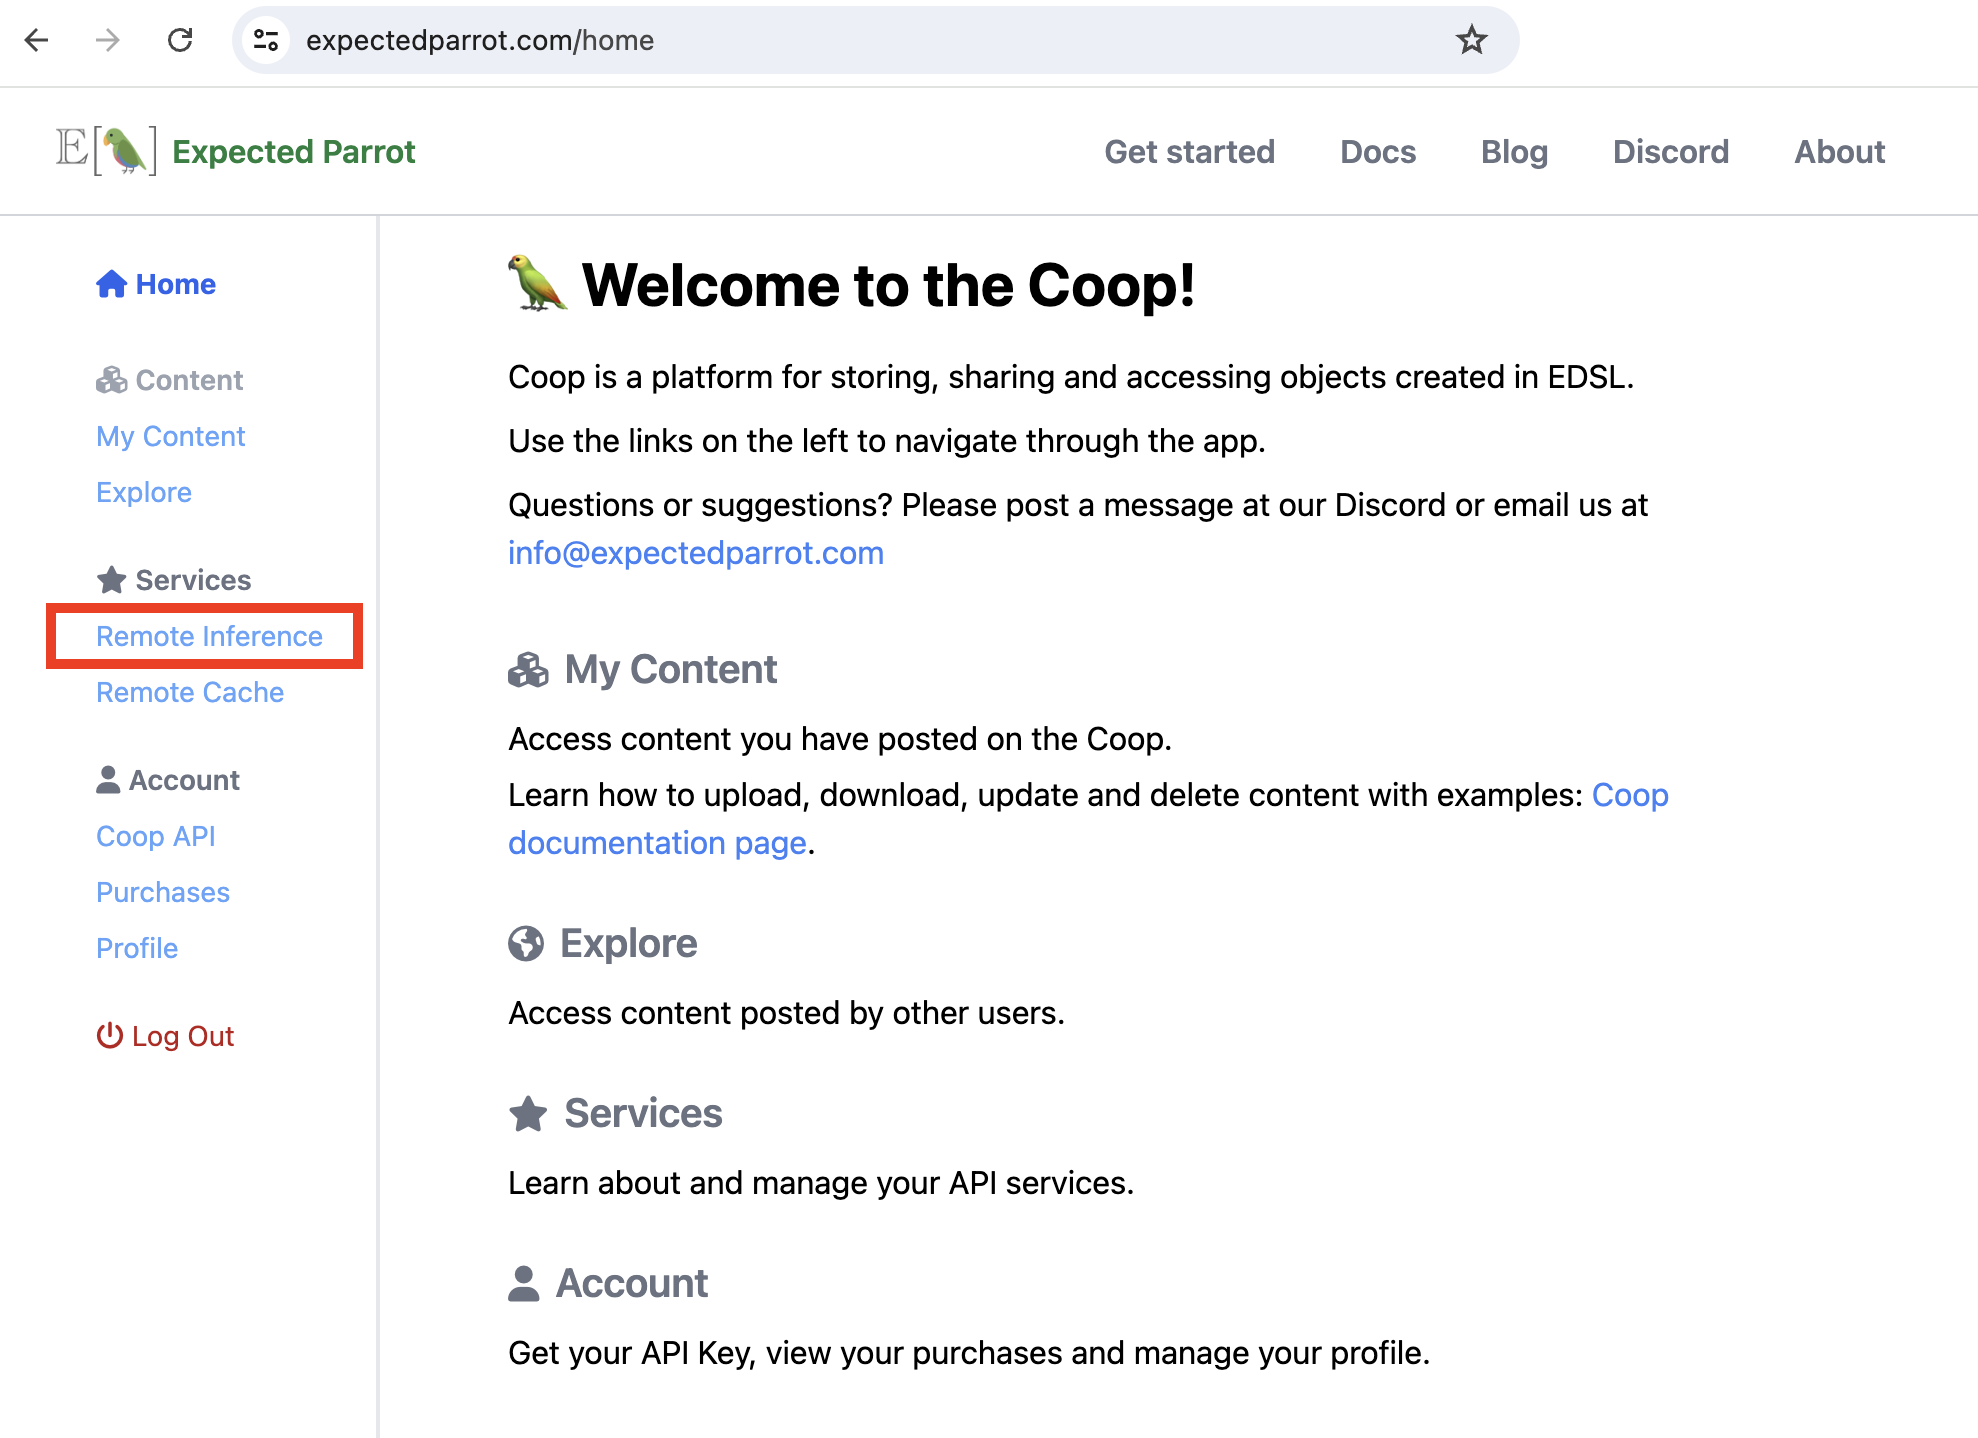 expectedparrot.com/home
E[ ] Expected Parrot
Get started
Docs
Blog
Discord
About
Home
Content
My Content
Explore
Services
Remote Inference
Remote Cache
Account
Coop API
Purchases
Profile
Log Out
Welcome to the Coop!
Coop is a platform for storing, sharing and accessing objects created in EDSL.
Use the links on the left to navigate through the app.
Questions or suggestions? Please post a message at our Discord or email us at
info@expectedparrot.com
My Content
Access content you have posted on the Coop.
Learn how to upload, download, update and delete content with examples: Coop
documentation page.
Explore
Access content posted by other users.
Services
Learn about and manage your API services.
Account
Get your API Key, view your purchases and manage your profile.